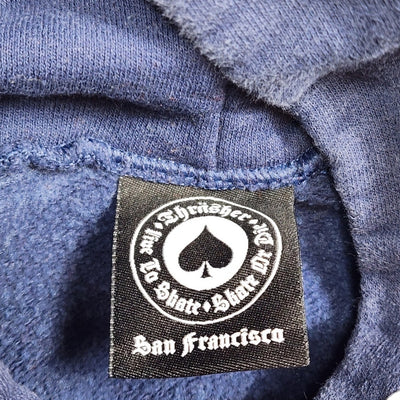 Thrasher
Live To Skate ♦ Skate Or Die
San Francisco